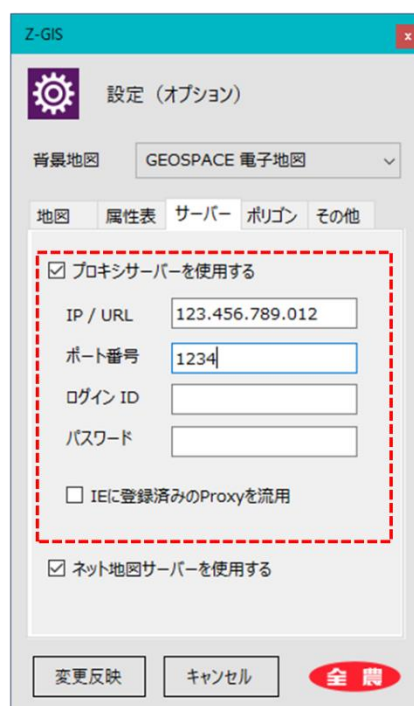 Z-GIS
x
設定（オプション）
背景地図 GEOSPACE 電子地図
地図 属性表 サーバー ポリゴン その他
プロキシサーバーを使用する
IP / URL 123.456.789.012
ポート番号 1234
ログイン ID
パスワード
IEに登録済みのProxyを流用
ネット地図サーバーを使用する
変更反映 キャンセル 全農